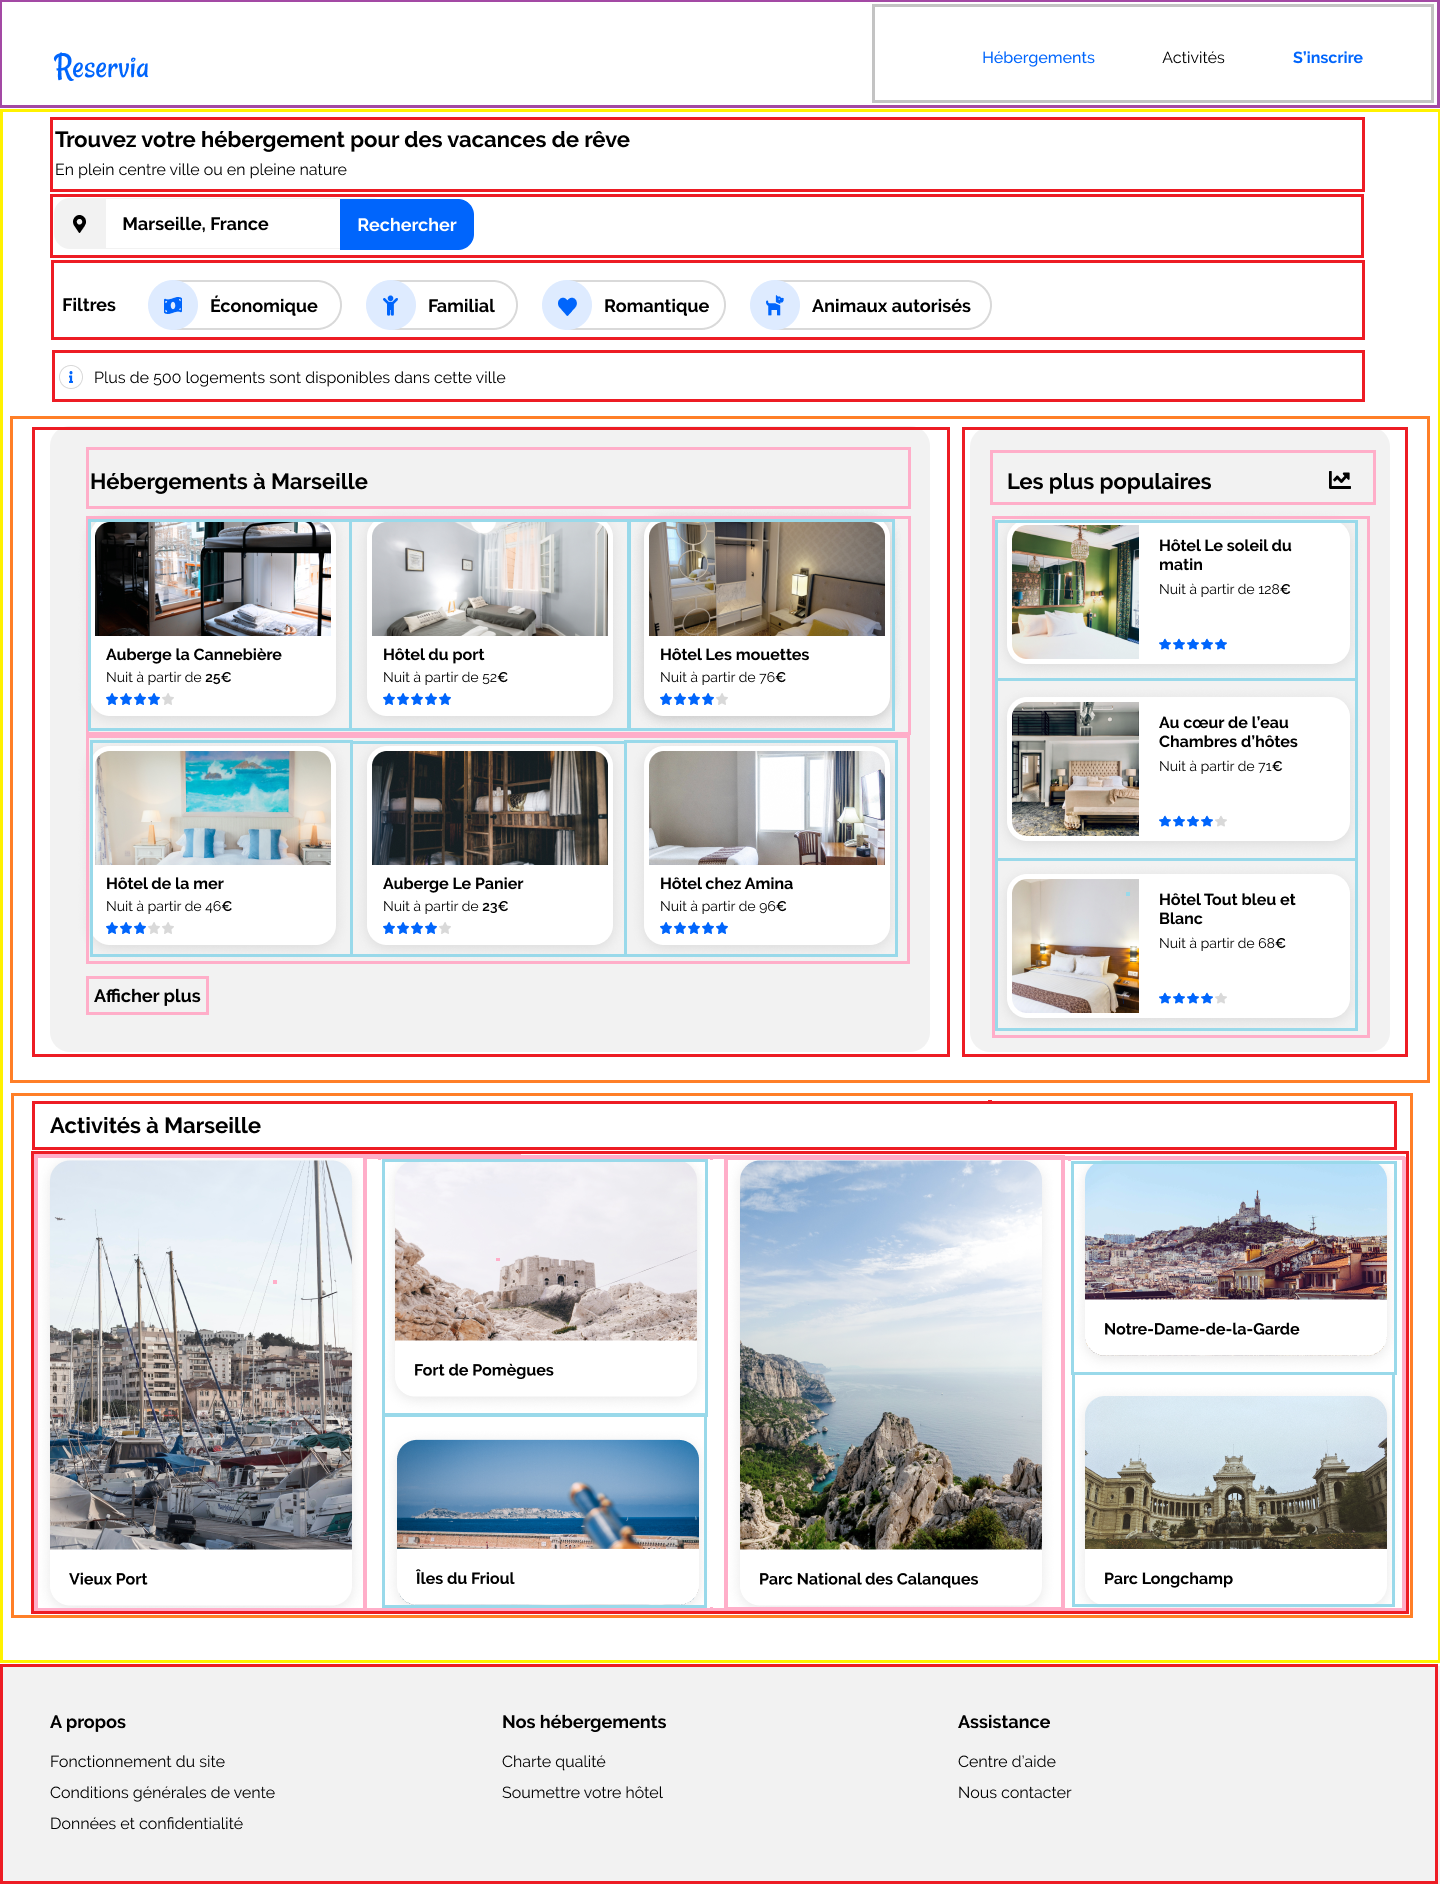 Reservia
Hébergements
Activités
S'inscrire
Trouvez votre hébergement pour des vacances de rêve
En plein centre ville ou en pleine nature
Marseille, France
Rechercher
Filtres
Économique
Familial
Romantique
Animaux autorisés
Plus de 500 logements sont disponibles dans cette ville
Hébergements à Marseille
Auberge la Cannebière
Nuit à partir de 25€
Hôtel du port
Nuit à partir de 52€
Hôtel Les mouettes
Nuit à partir de 76€
Hôtel de la mer
Nuit à partir de 46€
Auberge Le Panier
Nuit à partir de 23€
Hôtel chez Amina
Nuit à partir de 96€
Afficher plus
Les plus populaires
Hôtel Le soleil du
matin
Nuit à partir de 128€
Au cœur de l'eau
Chambres d'hôtes
Nuit à partir de 71€
Hôtel Tout bleu et
Blanc
Nuit à partir de 68€
Activités à Marseille
Vieux Port
Fort de Pomègues
Îles du Frioul
Parc National des Calanques
Notre-Dame-de-la-Garde
Parc Longchamp
A propos
Fonctionnement du site
Conditions générales de vente
Données et confidentialité
Nos hébergements
Charte qualité
Soumettre votre hôtel
Assistance
Centre d'aide
Nous contacter